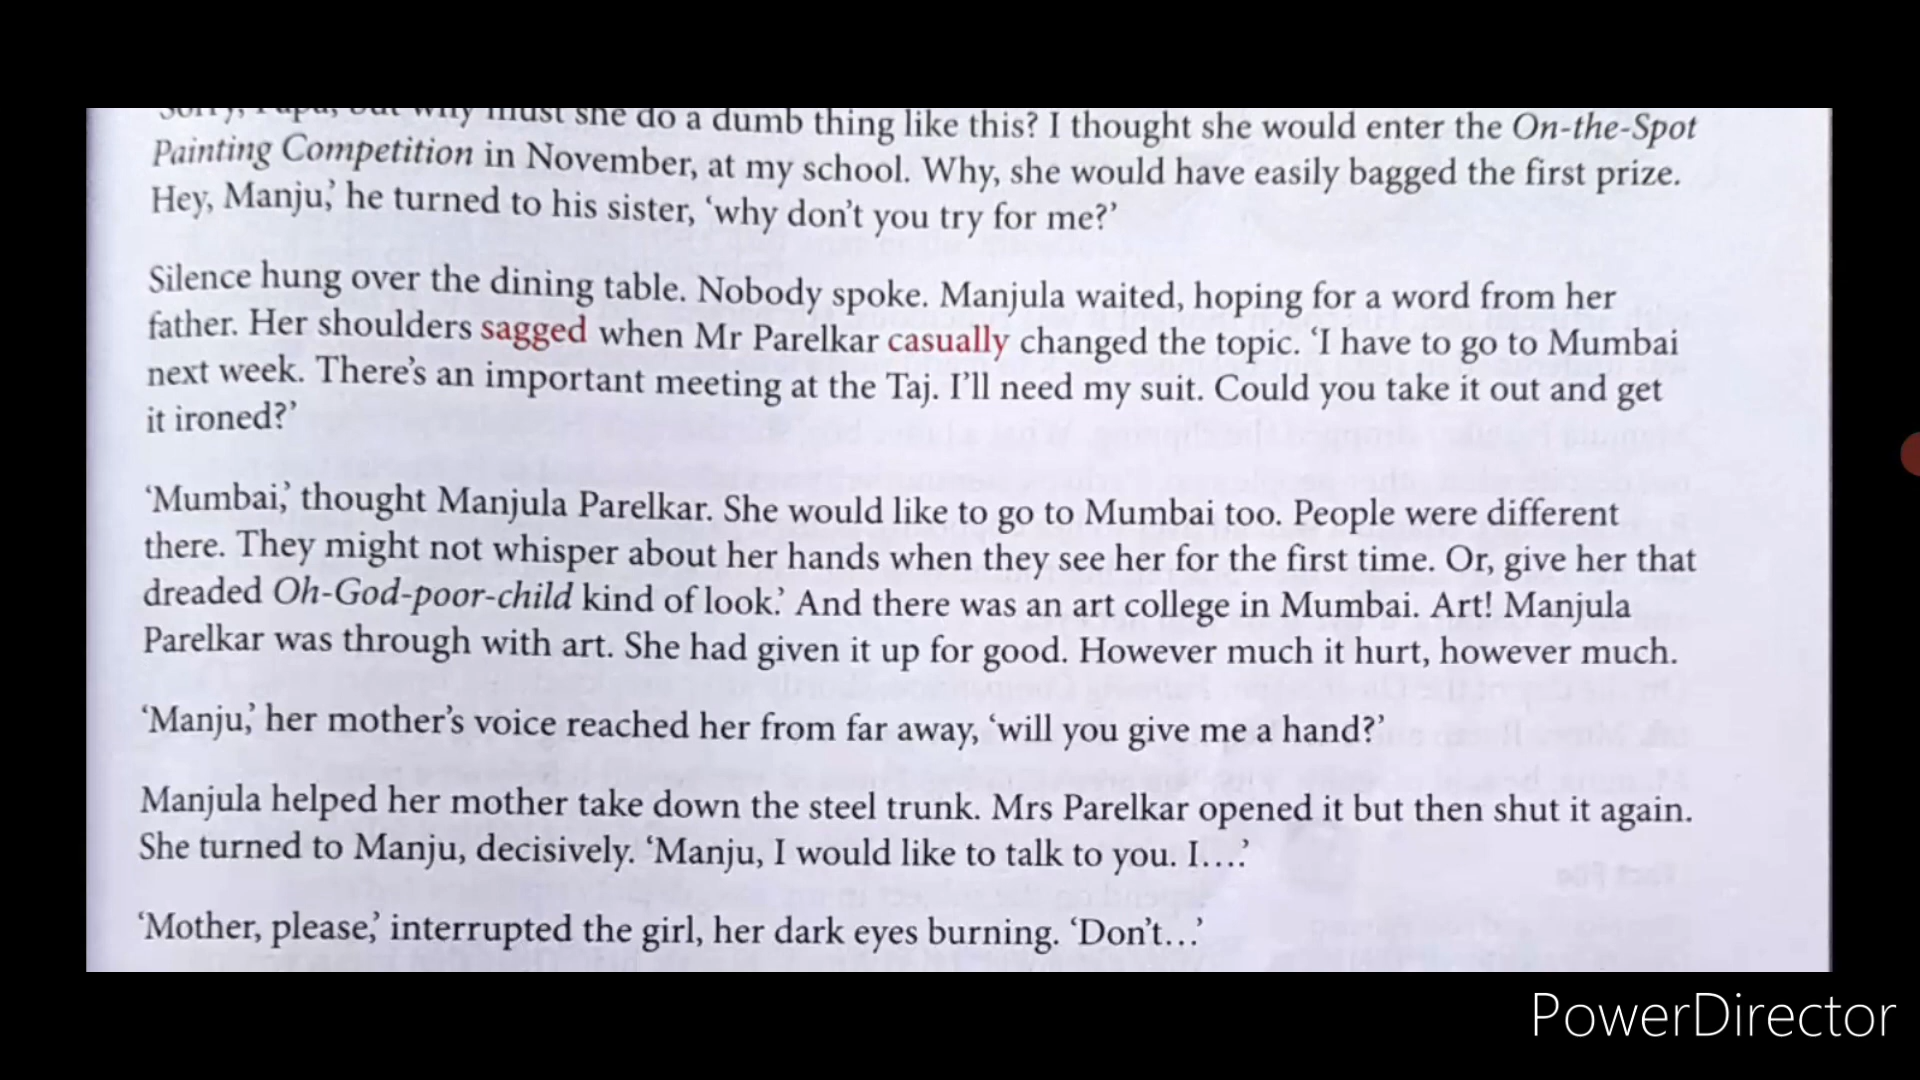 Sorry, Papa, but why must she do a dumb thing like this? I thought she would enter the On-the-Spot
Painting Competition in November, at my school. Why, she would have easily bagged the first prize.
Hey, Manju,’ he turned to his sister, ‘why don’t you try for me?’
Silence hung over the dining table. Nobody spoke. Manjula waited, hoping for a word from her
father. Her shoulders sagged when Mr Parelkar casually changed the topic. ‘I have to go to Mumbai
next week. There’s an important meeting at the Taj. I’ll need my suit. Could you take it out and get
it ironed?’
‘Mumbai,’ thought Manjula Parelkar. She would like to go to Mumbai too. People were different
there. They might not whisper about her hands when they see her for the first time. Or, give her that
dreaded Oh-God-poor-child kind of look.’ And there was an art college in Mumbai. Art! Manjula
Parelkar was through with art. She had given it up for good. However much it hurt, however much.
‘Manju,’ her mother’s voice reached her from far away, ‘will you give me a hand?’
Manjula helped her mother take down the steel trunk. Mrs Parelkar opened it but then shut it again.
She turned to Manju, decisively. ‘Manju, I would like to talk to you. I….’
‘Mother, please,’ interrupted the girl, her dark eyes burning. ‘Don’t…’
PowerDirector